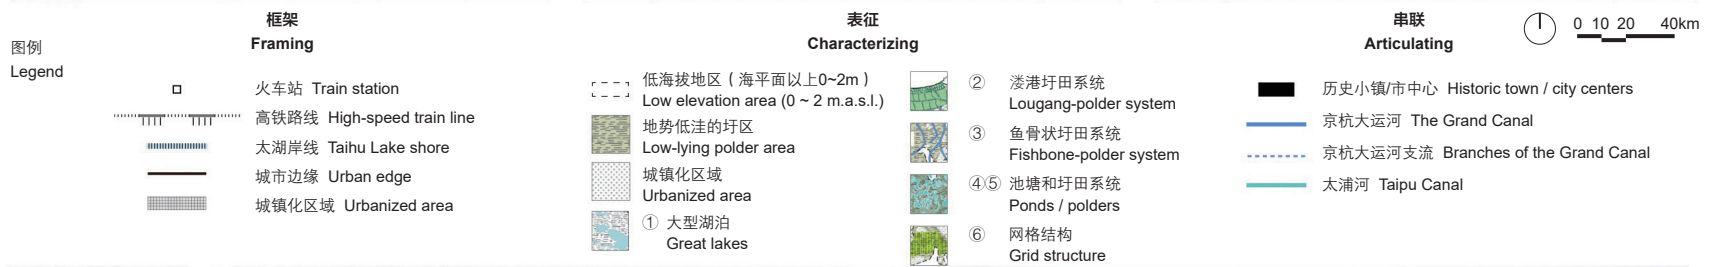 图例
Legend
框架
Framing
火车站 Train station
高铁路线 High-speed train line
太湖岸线 Taihu Lake shore
城市边缘 Urban edge
城镇化区域 Urbanized area
表征
Characterizing
低海拔地区（海平面以上0~2m）
Low elevation area (0 ~ 2 m.a.s.l.)
地势低洼的圩区
Low-lying polder area
城镇化区域
Urbanized area
① 大型湖泊
Great lakes
② 溇港圩田系统
Lougang-polder system
③ 鱼骨状圩田系统
Fishbone-polder system
④⑤ 池塘和圩田系统
Ponds / polders
⑥ 网格结构
Grid structure
串联
Articulating
历史小镇/市中心 Historic town / city centers
京杭大运河 The Grand Canal
京杭大运河支流 Branches of the Grand Canal
太浦河 Taipu Canal
0 10 20 40km